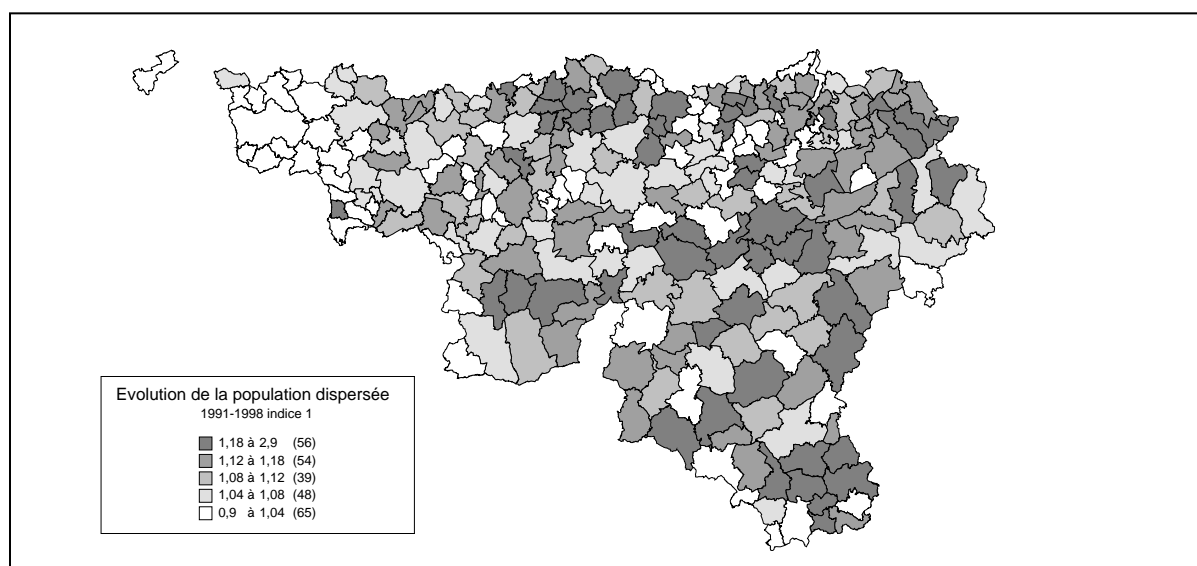 Evolution de la population dispersée
1991-1998 indice 1
1,18 à 2,9 (56)
1,12 à 1,18 (54)
1,08 à 1,12 (39)
1,04 à 1,08 (48)
0,9 à 1,04 (65)